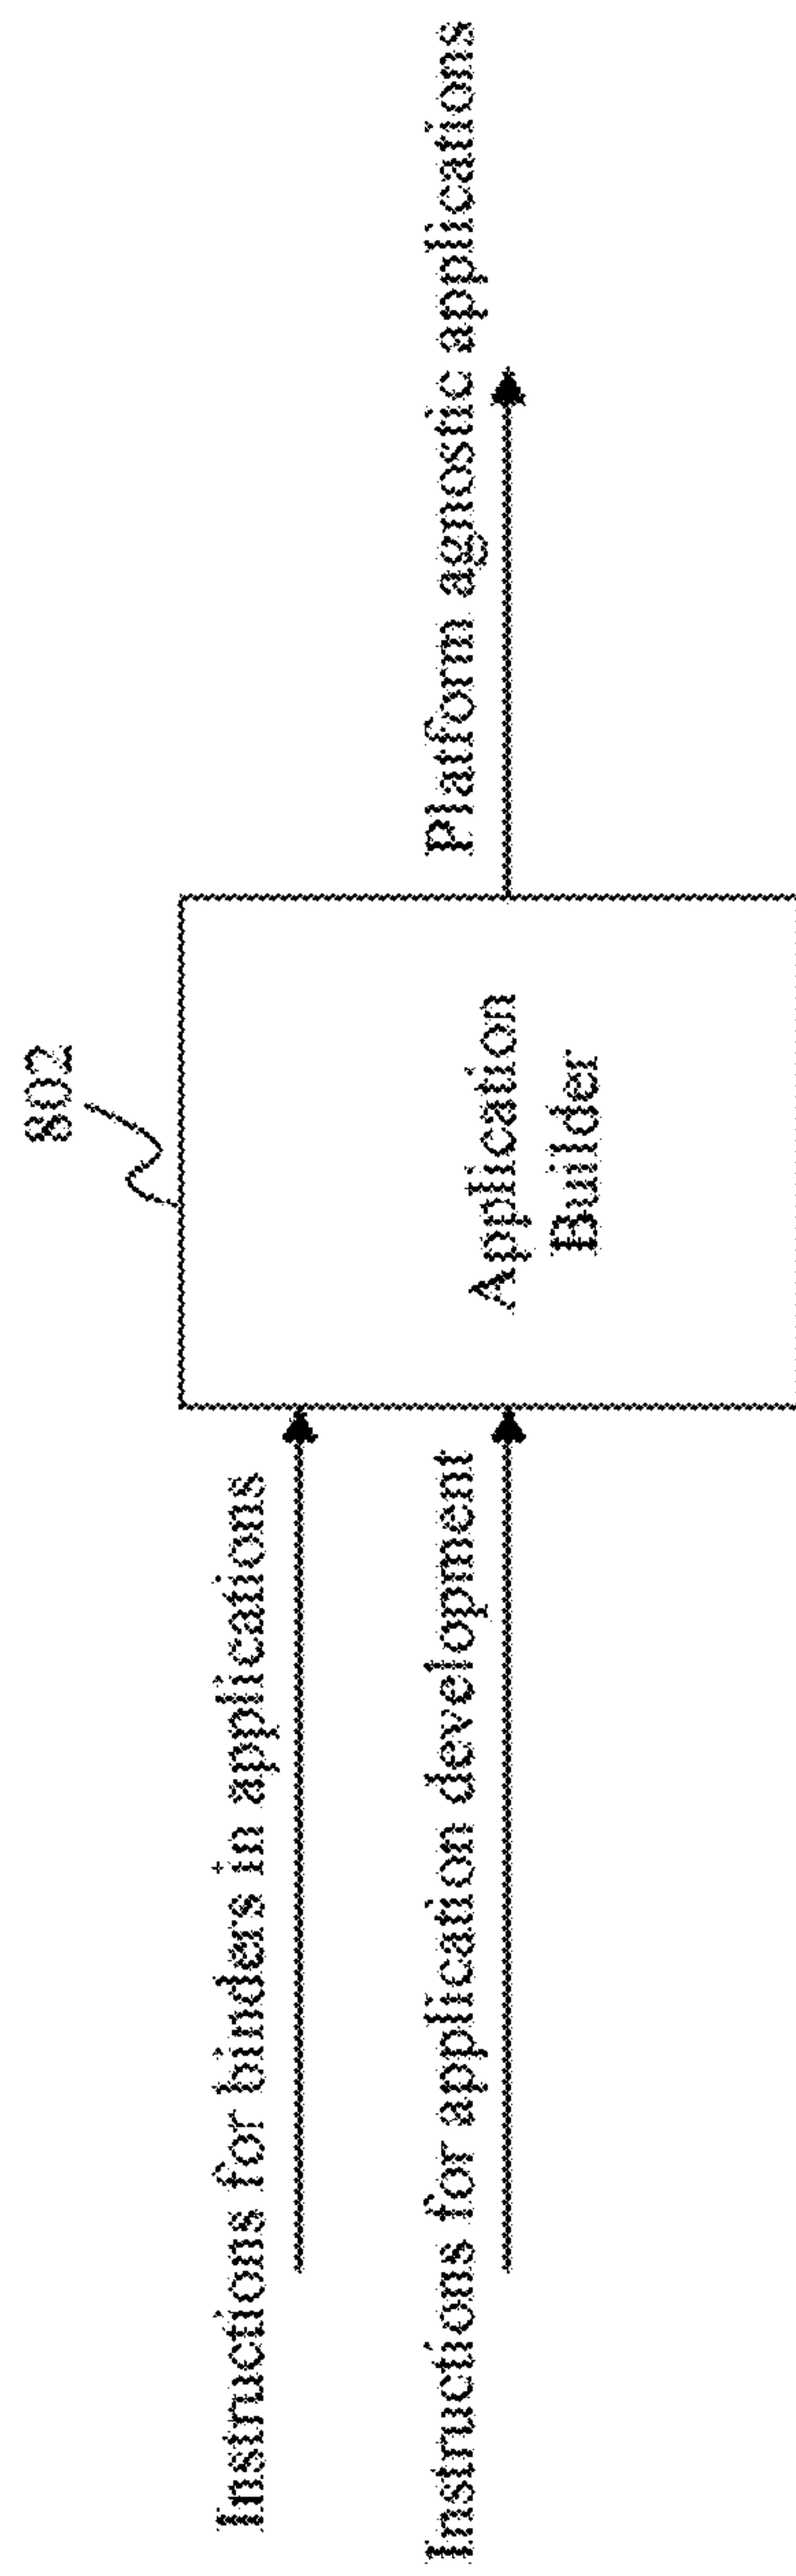 802
Instructions for binders in applications
Instructions for application development
Application
Builder
Platform agnostic applications